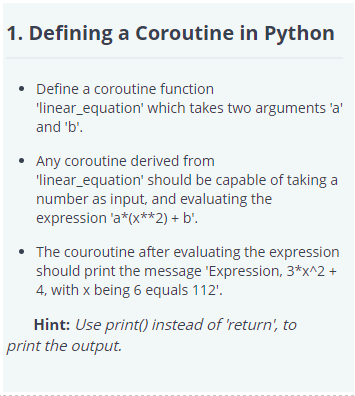 1. Defining a Coroutine in Python
• Define a coroutine function
'linear_equation' which takes two arguments 'a'
and 'b'.
• Any coroutine derived from
'linear_equation' should be capable of taking a
number as input, and evaluating the
expression 'a*(x**2) + b'.
• The couroutine after evaluating the expression
should print the message 'Expression, 3*x^2 +
4, with x being 6 equals 112'.
Hint: Use print() instead of 'return', to
print the output.